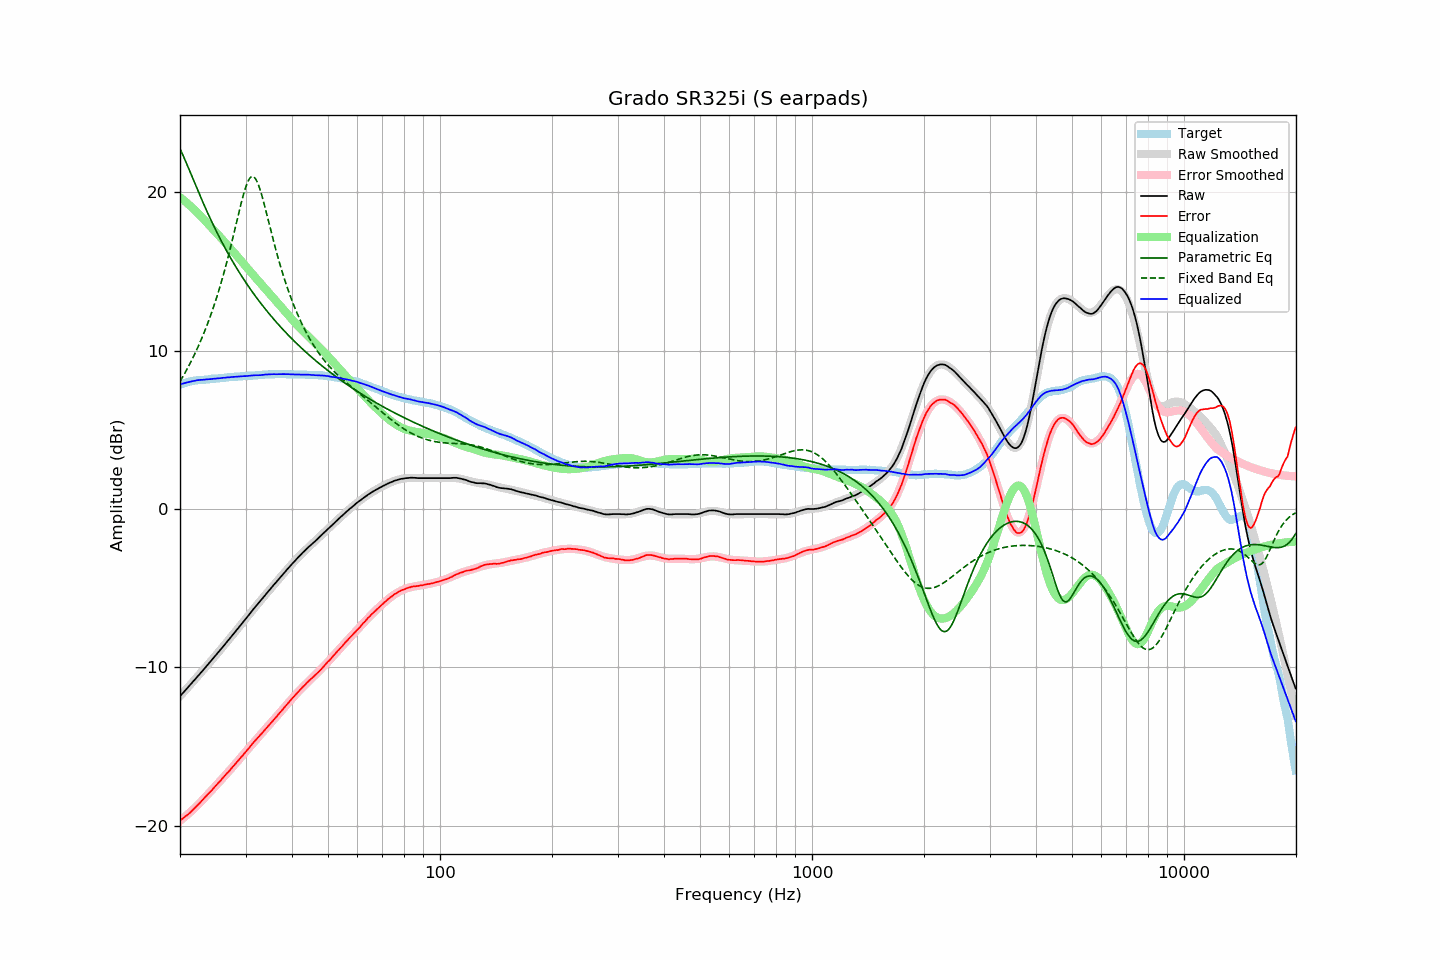 Grado SR325i (S earpads)
Target
Raw Smoothed
Error Smoothed
Raw
Error
Equalization
Parametric Eq
Fixed Band Eq
Equalized
Amplitude (dBr)
20
10
0
−10
−20
100
1000
10000
Frequency (Hz)